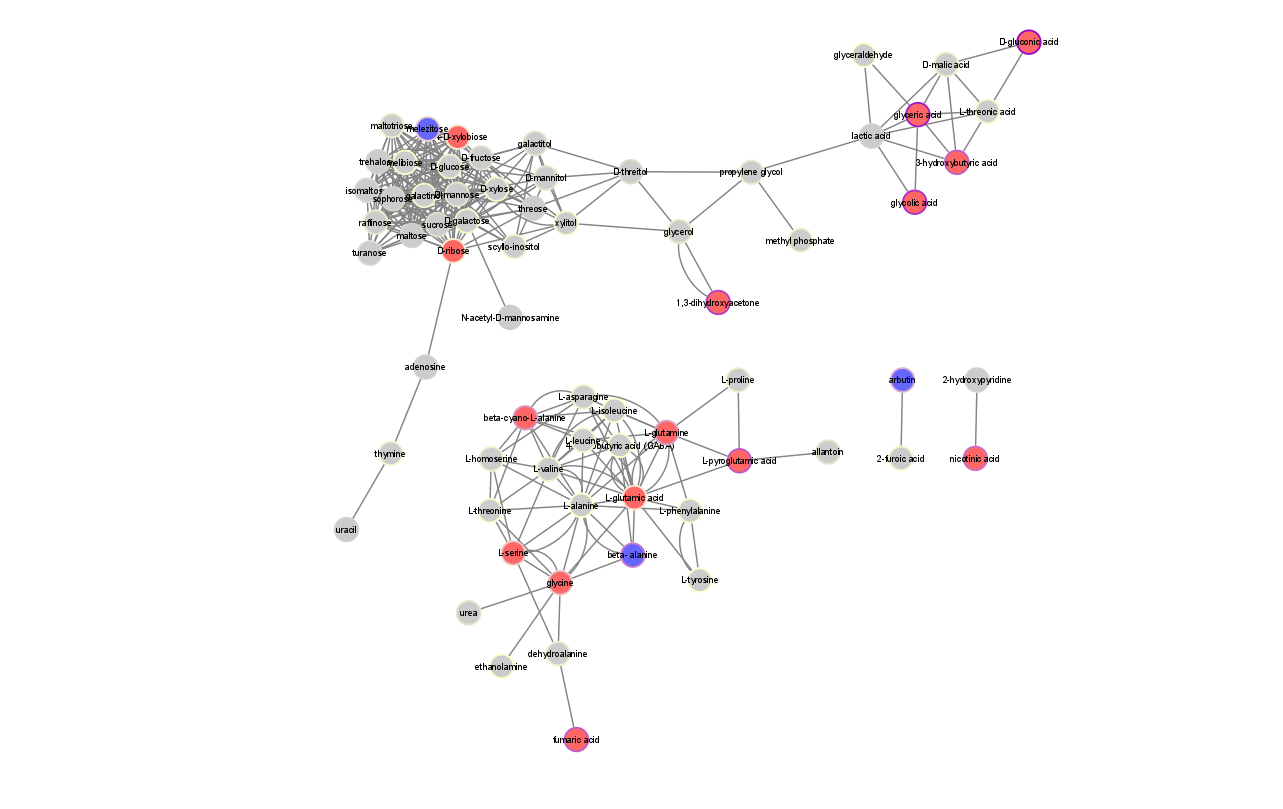 D-gluconic acid
glyceraldehyde
D-malic acid
L-threonic acid
glyceric acid
lactic acid
3-hydroxybutyric acid
glycolic acid
maltotriose
melezitose
D-xylobiose
galactitol
D-fructose
trehalose
melibiose
D-glucose
D-threitol
propylene glycol
D-mannitol
isomaltose
sophorose
galactinol
D-mannose
D-xylose
threose
raffinose
sucrose
D-galactose
xylitol
glycerol
maltose
methyl phosphate
scyllo-inositol
turanose
D-ribose
1,3-dihydroxyacetone
N-acetyl-D-mannosamine
adenosine
L-proline
arbutin
2-hydroxypyridine
L-asparagine
L-isoleucine
beta-cyano-L-alanine
L-glutamine
L-leucine
butyric acid (GABA)
allantoin
thymine
L-homoserine
L-pyroglutamic acid
2-furoic acid
nicotinic acid
L-valine
L-glutamic acid
L-alanine
L-threonine
L-phenylalanine
uracil
L-serine
beta- alanine
glycine
L-tyrosine
urea
dehydroalanine
ethanolamine
fumaric acid